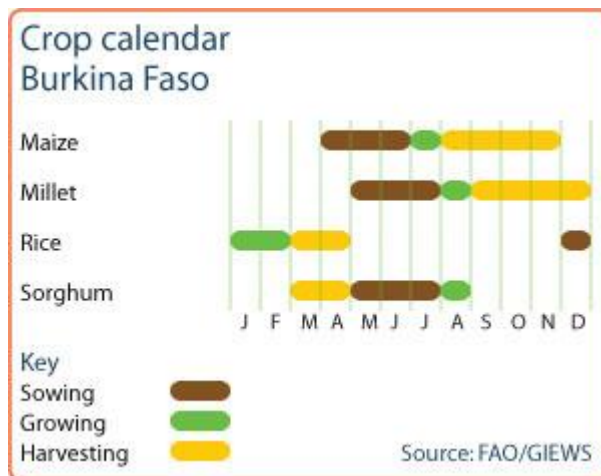 Crop calendar
Burkina Faso
Maize
Millet
Rice
Sorghum
J F M A M J J A S O N D
Key
Sowing
Growing
Harvesting
Source: FAO/GIEWS